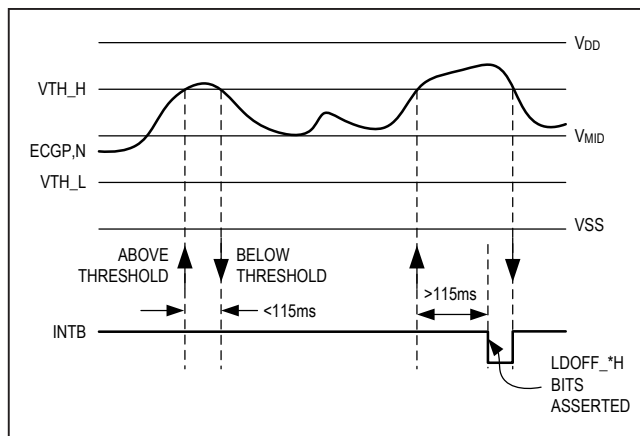 VDD
VTH_H
VMID
ECGP,N
VTH_L
VSS
ABOVE
THRESHOLD
BELOW
THRESHOLD
>115ms
<115ms
INTB
LDOFF_*H
BITS
ASSERTED